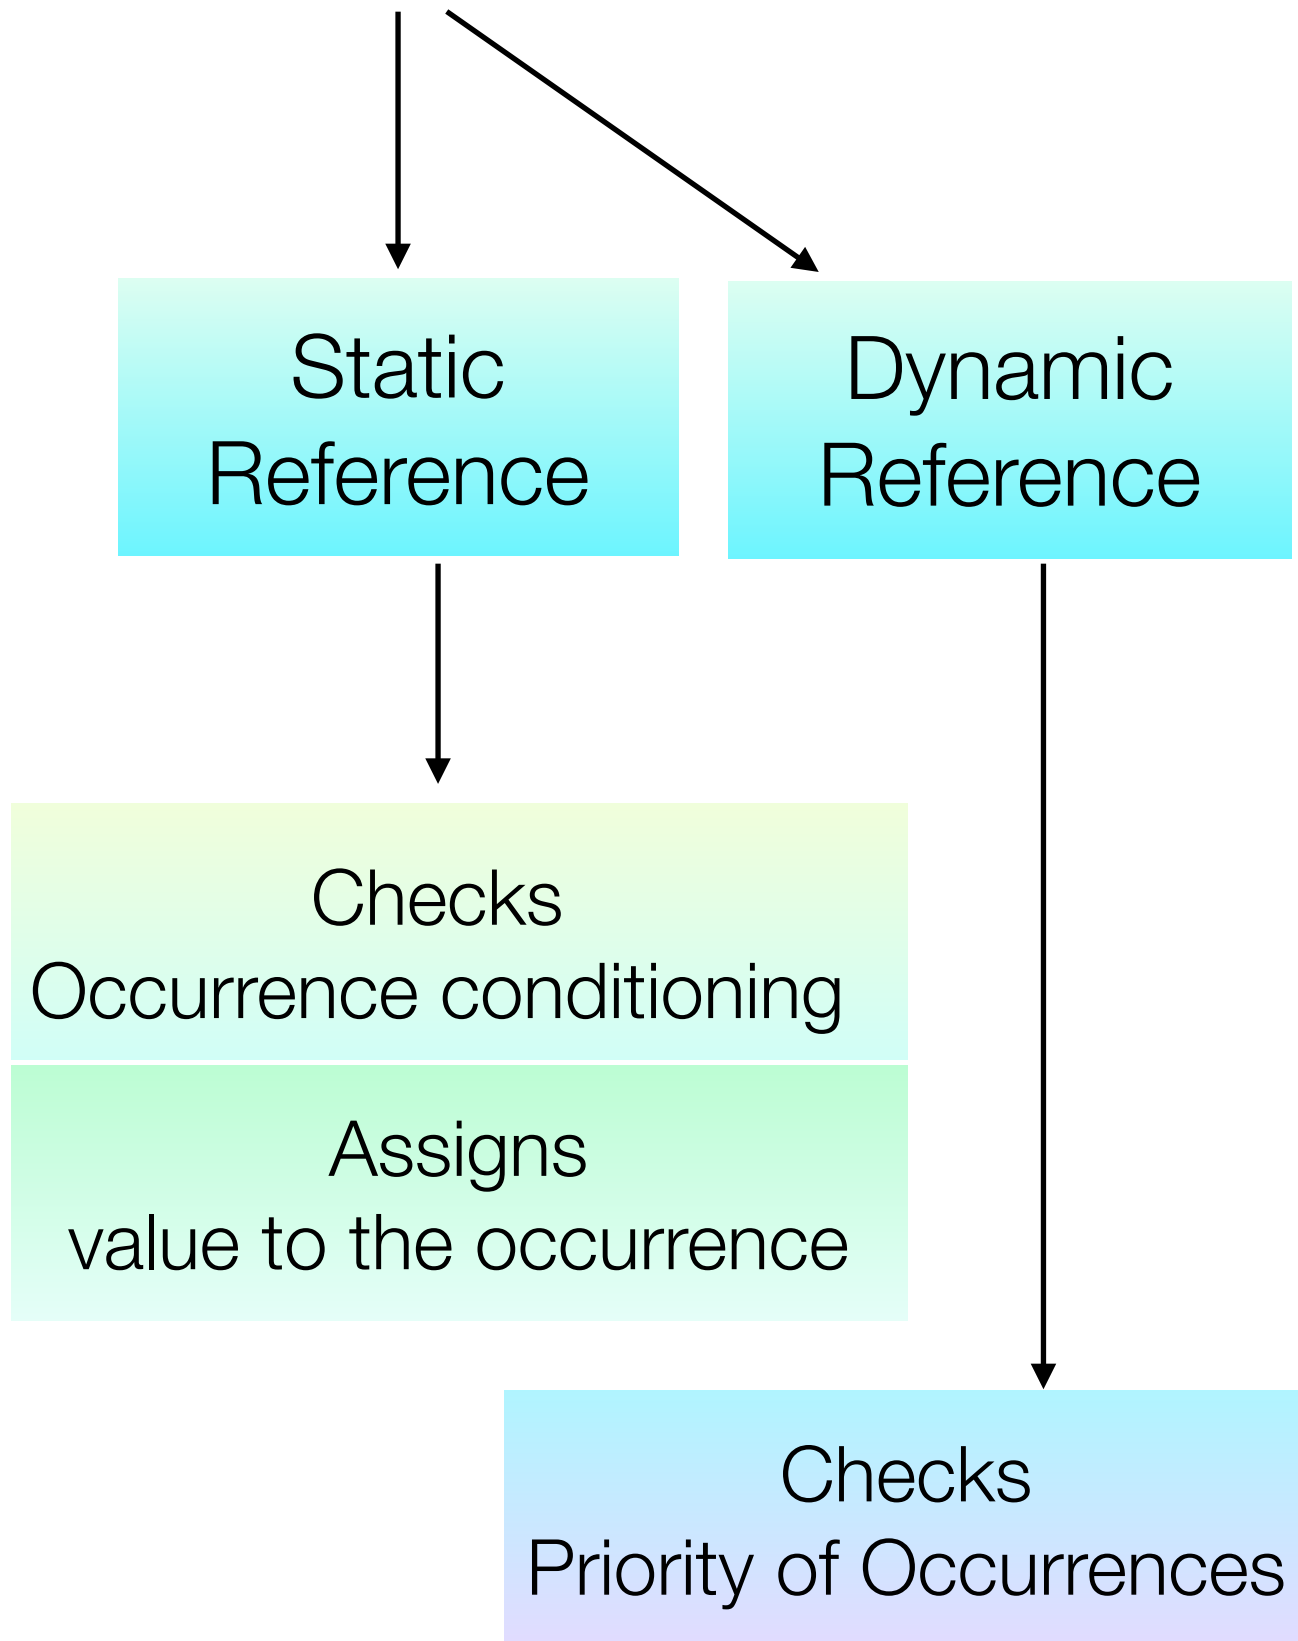 Static
Reference
Dynamic
Reference
Checks
Occurrence conditioning
Assigns
value to the occurrence
Checks
Priority of Occurrences